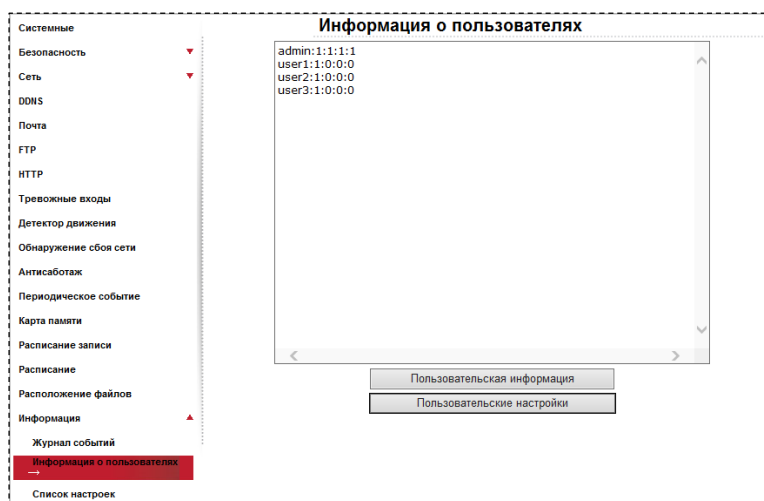 Информация о пользователях
Системные
Безопасность
Сеть
DDNS
Почта
FTP
HTTP
Тревожные входы
Детектор движения
Обнаружение сбоя сети
Антисаботаж
Периодическое событие
Карта памяти
Расписание записи
Расписание
Расположение файлов
Информация
Журнал событий
Информация о пользователях
Список настроек
admin:1:1:1:1
user1:1:0:0:0
user2:1:0:0:0
user3:1:0:0:0
Пользовательская информация
Пользовательские настройки